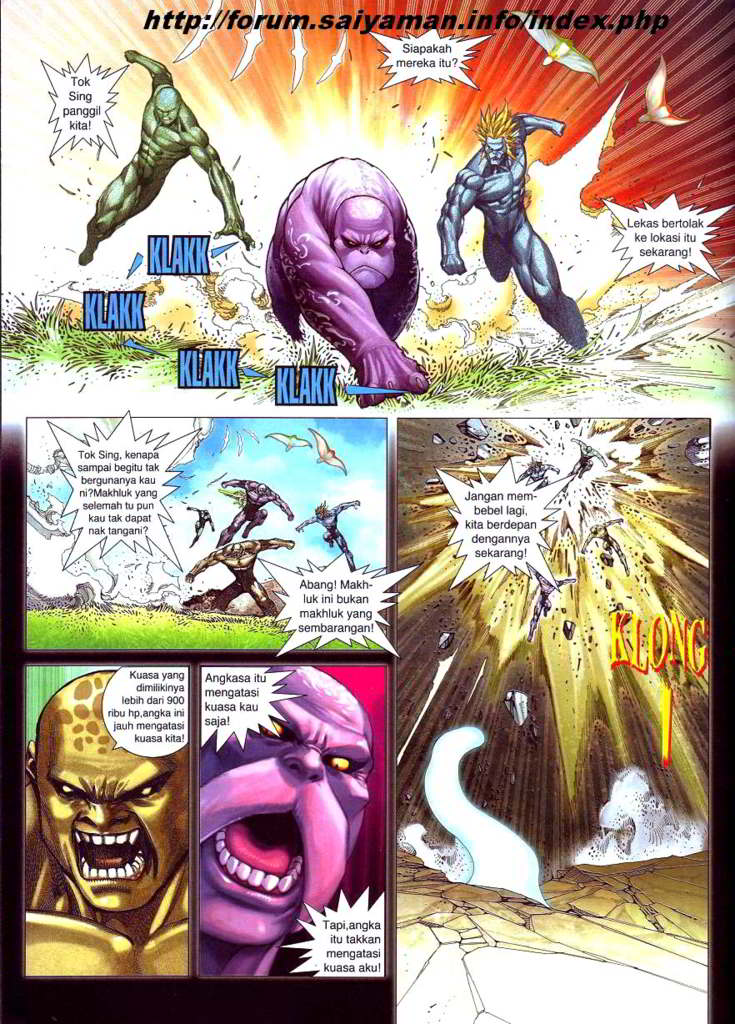 http://forum.saiyaman.info/index.php
Tok
Sing
panggil
kita!
Siapakah
mereka itu?
Lekas bertolak
ke lokasi itu
sekarang!
KLAKK
KLAKK
KLAKK
KLAKK
Tok Sing, kenapa
sampai begitu tak
bergunanya kau
ni?Makhluk yang
selemah tu pun
kau tak dapat
nak tangani?
Abang! Makh-
luk ini bukan
makhluk yang
sembarangan!
Jangan mem-
bebel lagi,
kita berdepan
dengannya
sekarang!
KLONG
!
Kuasa yang
dimilikinya
lebih dari 900
ribu hp,angka ini
jauh mengatasi
kuasa kita!
Angkasa itu
mengatasi
kuasa kau
saja!
Tapi,angka
itu takkan
mengatasi
kuasa aku!